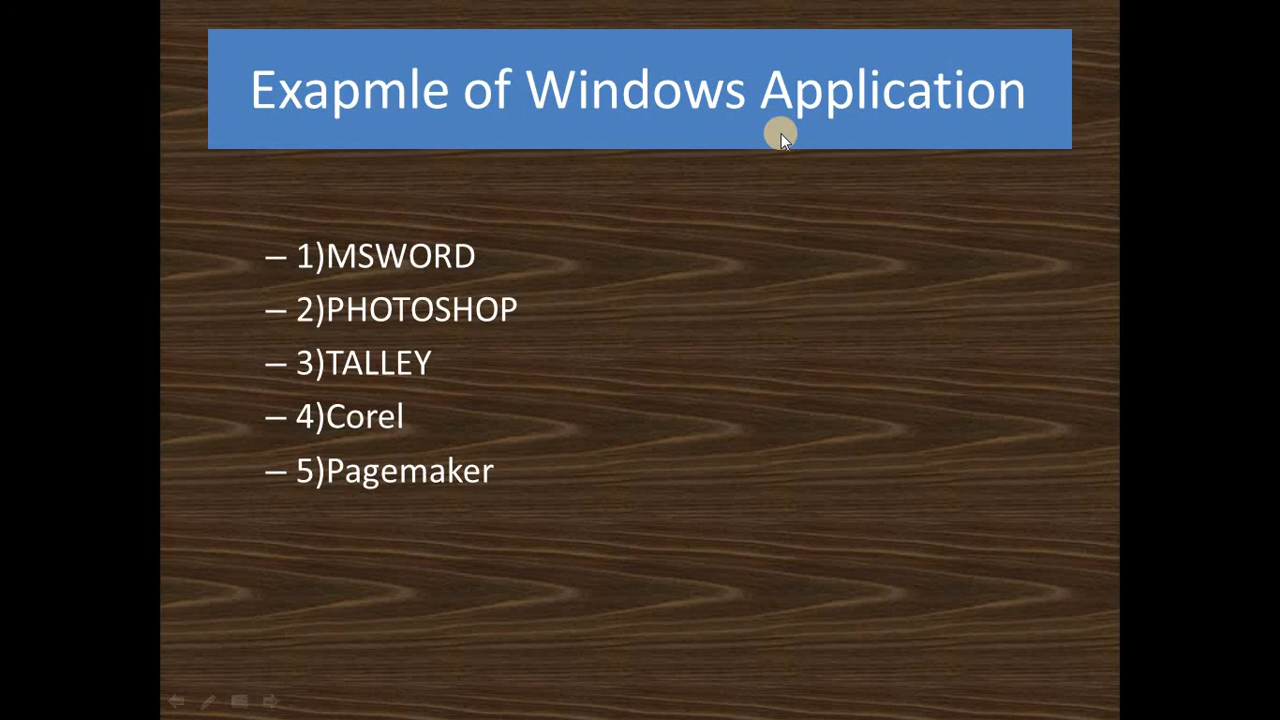 Exapmle of Windows Application
– 1)MSWORD
– 2)PHOTOSHOP
– 3)TALLEY
– 4)Corel
– 5)Pagemaker